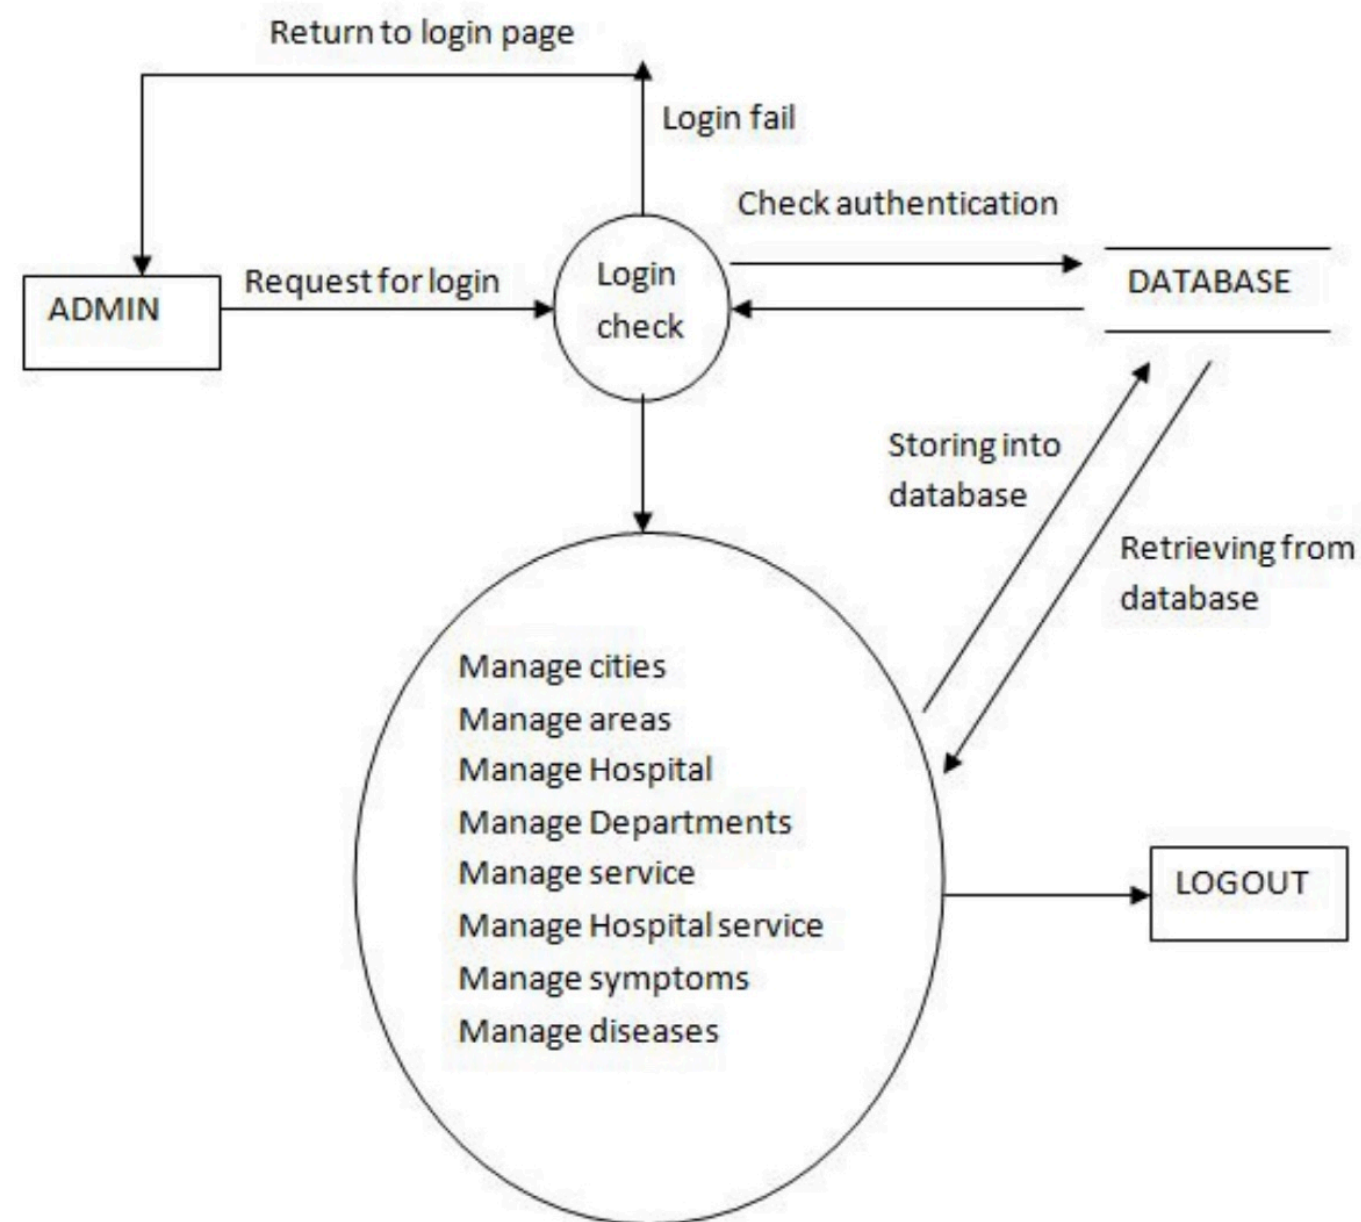 Return to login page
Login fail
Check authentication
Request for login
Login
check
ADMIN
DATABASE
Storing into
database
Retrieving from
database
Manage cities
Manage areas
Manage Hospital
Manage Departments
Manage service
Manage Hospital service
Manage symptoms
Manage diseases
LOGOUT